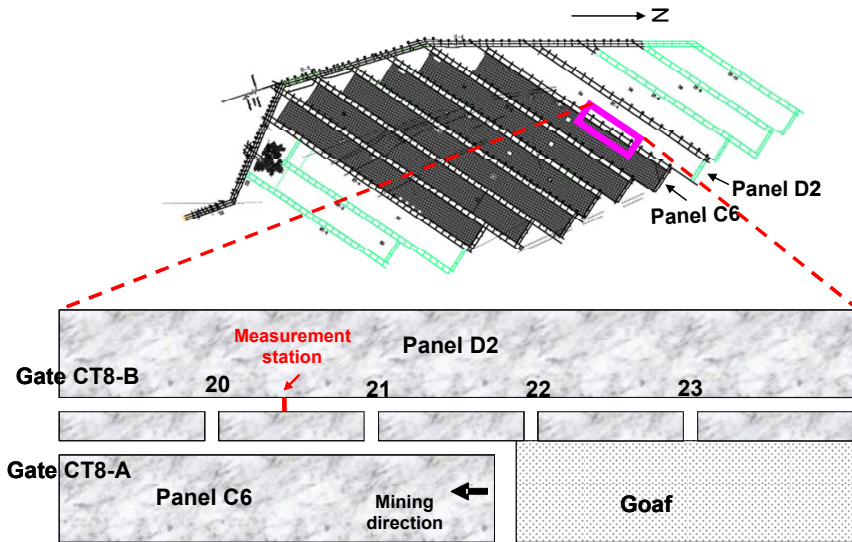 N
Panel D2
Panel C6
Measurement
station
Panel D2
Gate CT8-B
20
21
22
23
Gate CT8-A
Panel C6
Mining
direction
Goaf